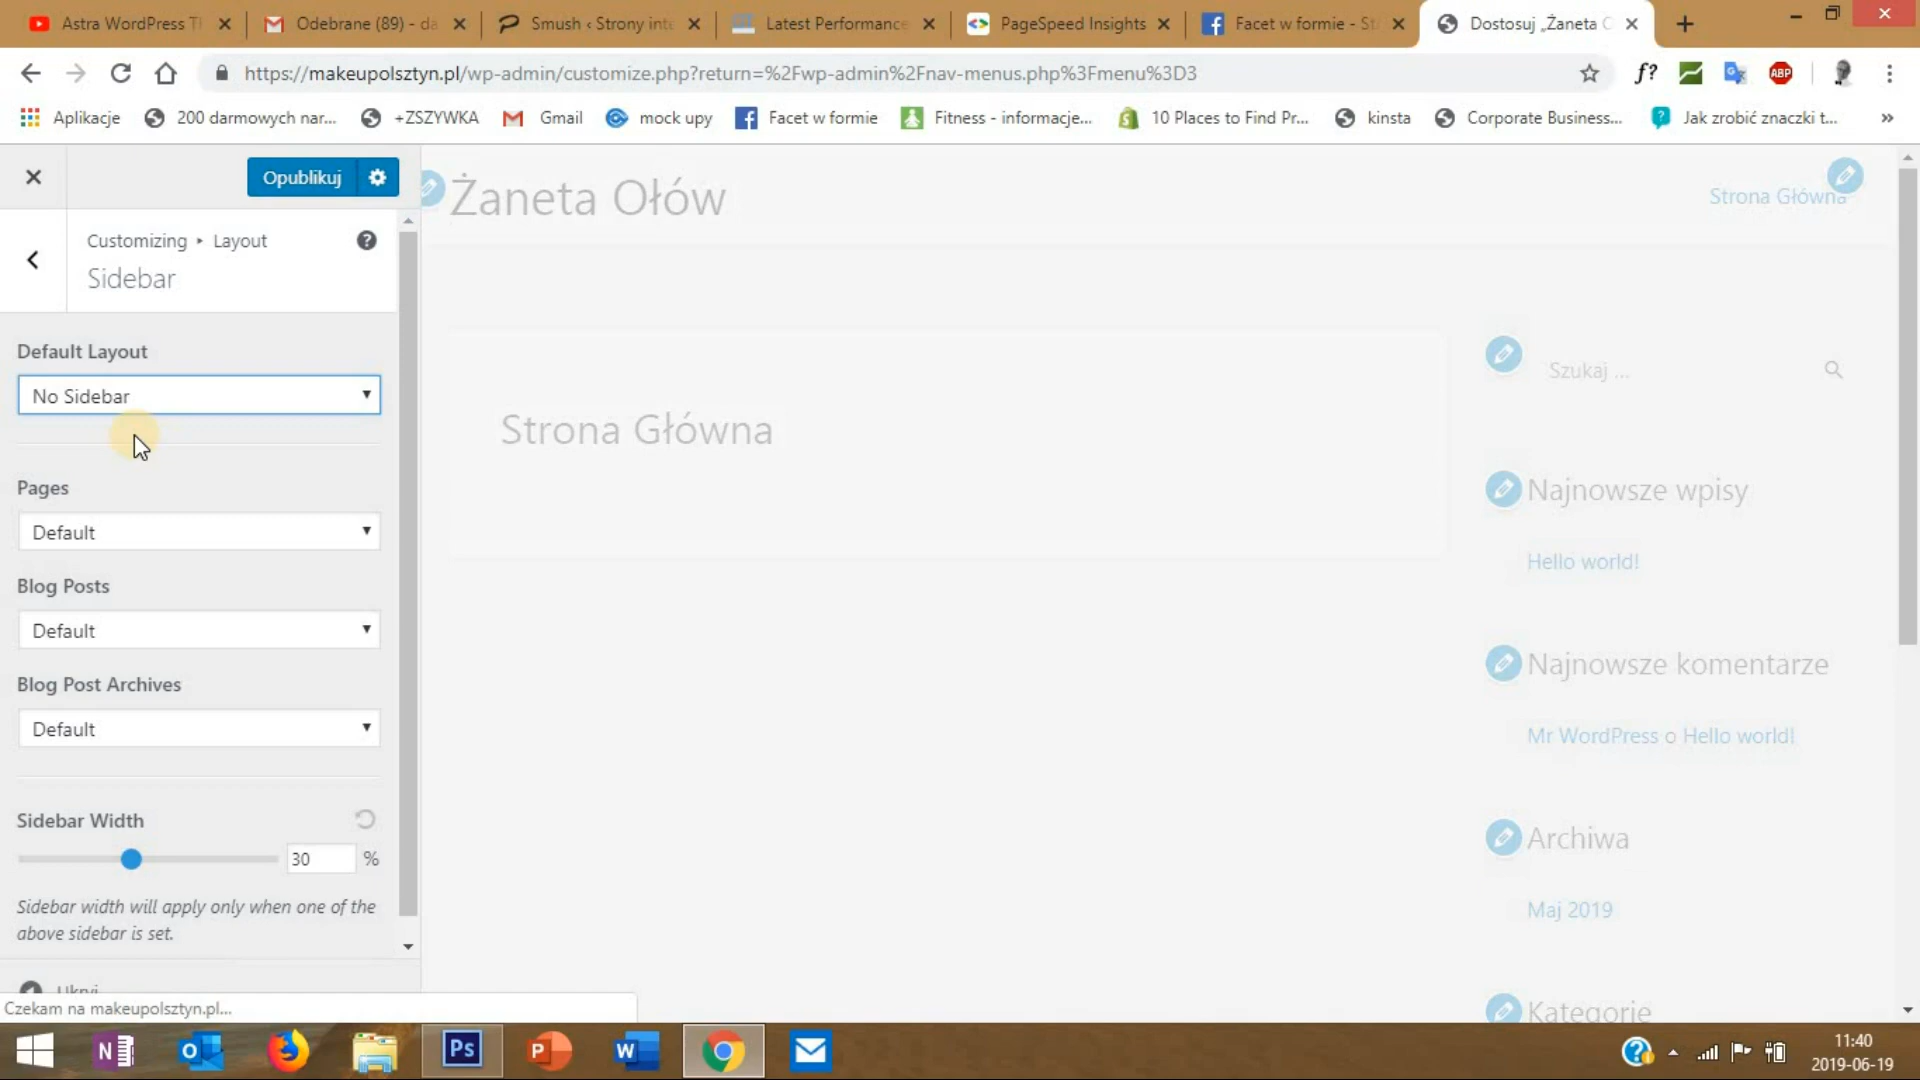 Astra WordPress Th
Odebrane (89) - da
Smush ‹ Strony inte
Latest Performance
PageSpeed Insights
Facet w formie - St
Dostosuj „Żaneta O
https://makeupolsztyn.pl/wp-admin/customize.php?return=%2Fwp-admin%2Fnav-menus.php%3Fmenu%3D3
f?
ABP
Aplikacje
200 darmowych nar...
+ZSZYWKA
Gmail
mock upy
Facet w formie
Fitness - informacje...
10 Places to Find Pr...
kinsta
Corporate Business...
Jak zrobić znaczki t...
»
Opublikuj
Customizing ▸ Layout
Sidebar
Default Layout
No Sidebar
Pages
Default
Blog Posts
Default
Blog Post Archives
Default
Sidebar Width
30 %
Sidebar width will apply only when one of the
above sidebar is set.
Ukryj
Czekam na makeupolsztyn.pl...
Żaneta Ołów
Strona Główna
Strona Główna
Szukaj ...
Najnowsze wpisy
Hello world!
Najnowsze komentarze
Mr WordPress o Hello world!
Archiwa
Maj 2019
Kategorie
N
o
Ps
P
W
11:40
2019-06-19